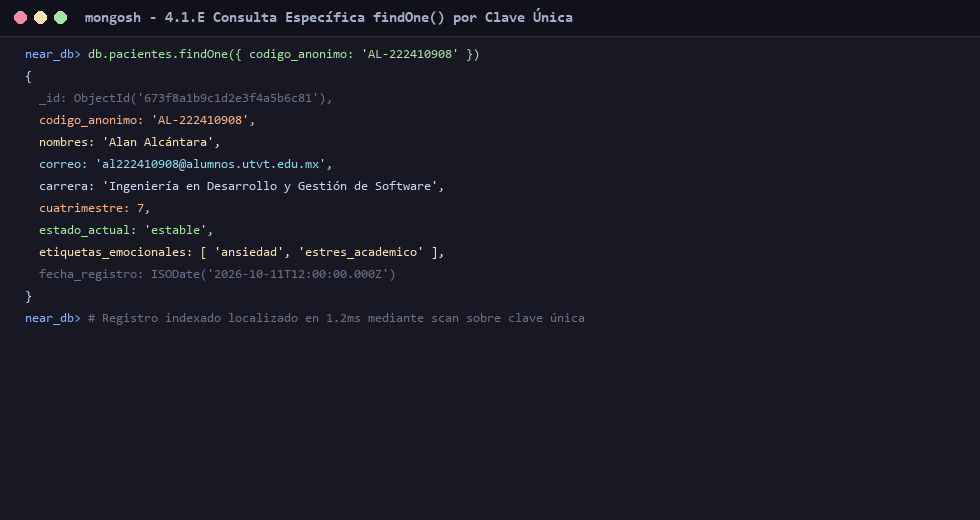 mongosh - 4.1.E Consulta Específica findOne() por Clave Única
near_db> db.pacientes.findOne({ codigo_anonimo: 'AL-222410908' })
{
_id: ObjectId('673f8a1b9c1d2e3f4a5b6c81'),
codigo_anonimo: 'AL-222410908',
nombres: 'Alan Alcántara',
correo: 'al222410908@alumnos.utvt.edu.mx',
carrera: 'Ingeniería en Desarrollo y Gestión de Software',
cuatrimestre: 7,
estado_actual: 'estable',
etiquetas_emocionales: [ 'ansiedad', 'estres_academico' ],
fecha_registro: ISODate('2026-10-11T12:00:00.000Z')
}
near_db> # Registro indexado localizado en 1.2ms mediante scan sobre clave única